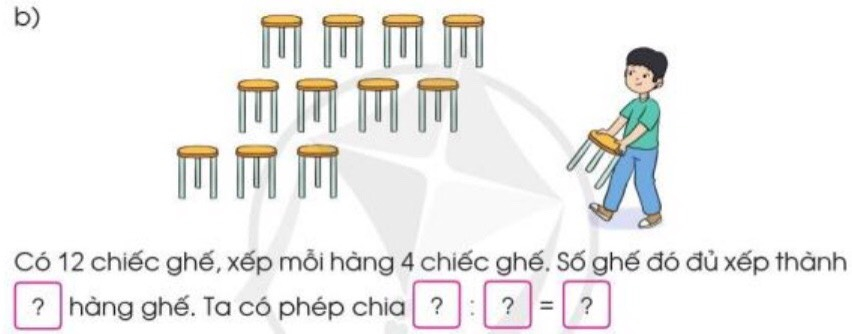 b)
Có 12 chiếc ghế, xếp mỗi hàng 4 chiếc ghế. Số ghế đó đủ xếp thành
? hàng ghế. Ta có phép chia ? : ? = ?